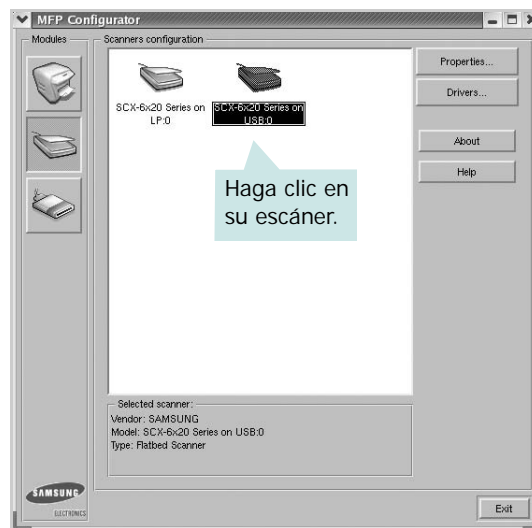 MFP Configurator
Modules
Scanners configuration
SCX-6x20 Series on
LP:0
SCX-6x20 Series on
USB:0
Haga clic en
su escáner.
Properties...
Drivers...
About
Help
Selected scanner:
Vendor: SAMSUNG
Model: SCX-6x20 Series on USB:0
Type: Flatbed Scanner
SAMSUNG
ELECTRONICS
Exit